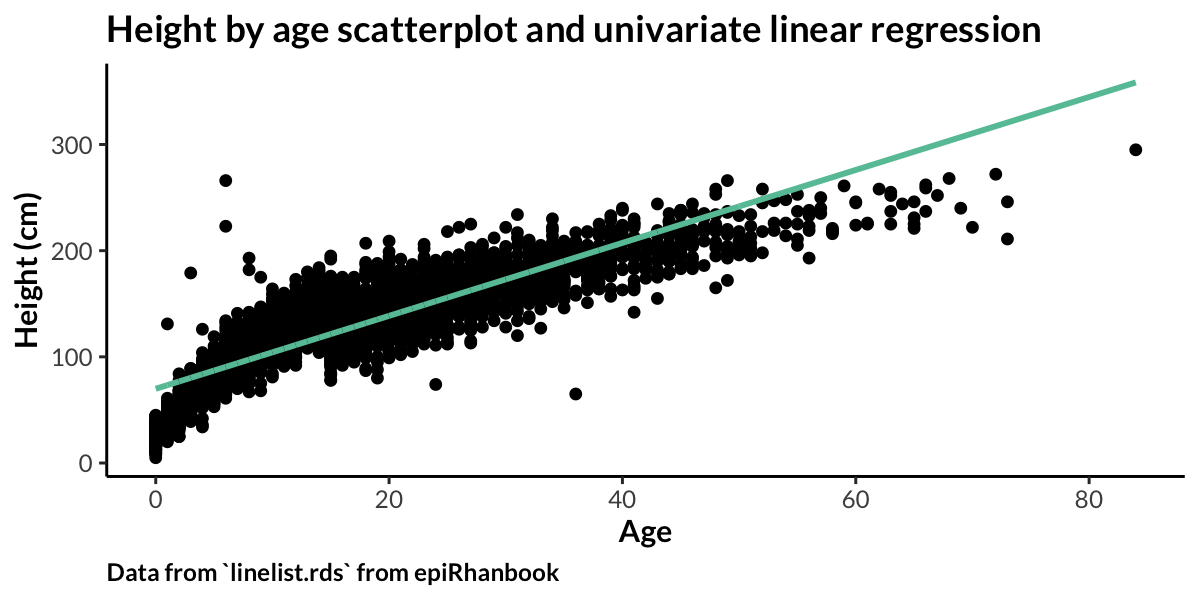 Height by age scatterplot and univariate linear regression
Height (cm)
300
200
100
0
0 20 40 60 80
Age
Data from `linelist.rds` from epiRhanbook